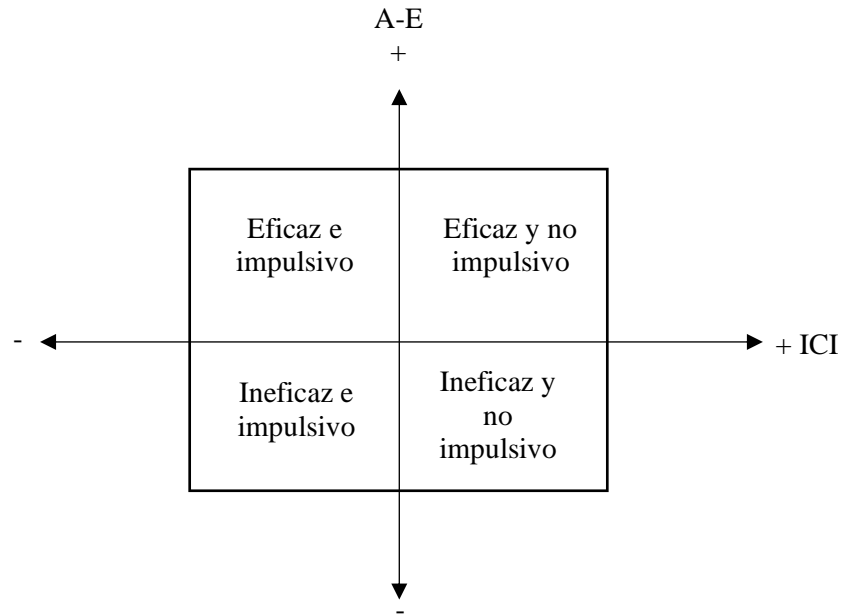 A-E
+
Eficaz e
impulsivo
Eficaz y no
impulsivo
-
+ ICI
Ineficaz e
impulsivo
Ineficaz y
no
impulsivo
-